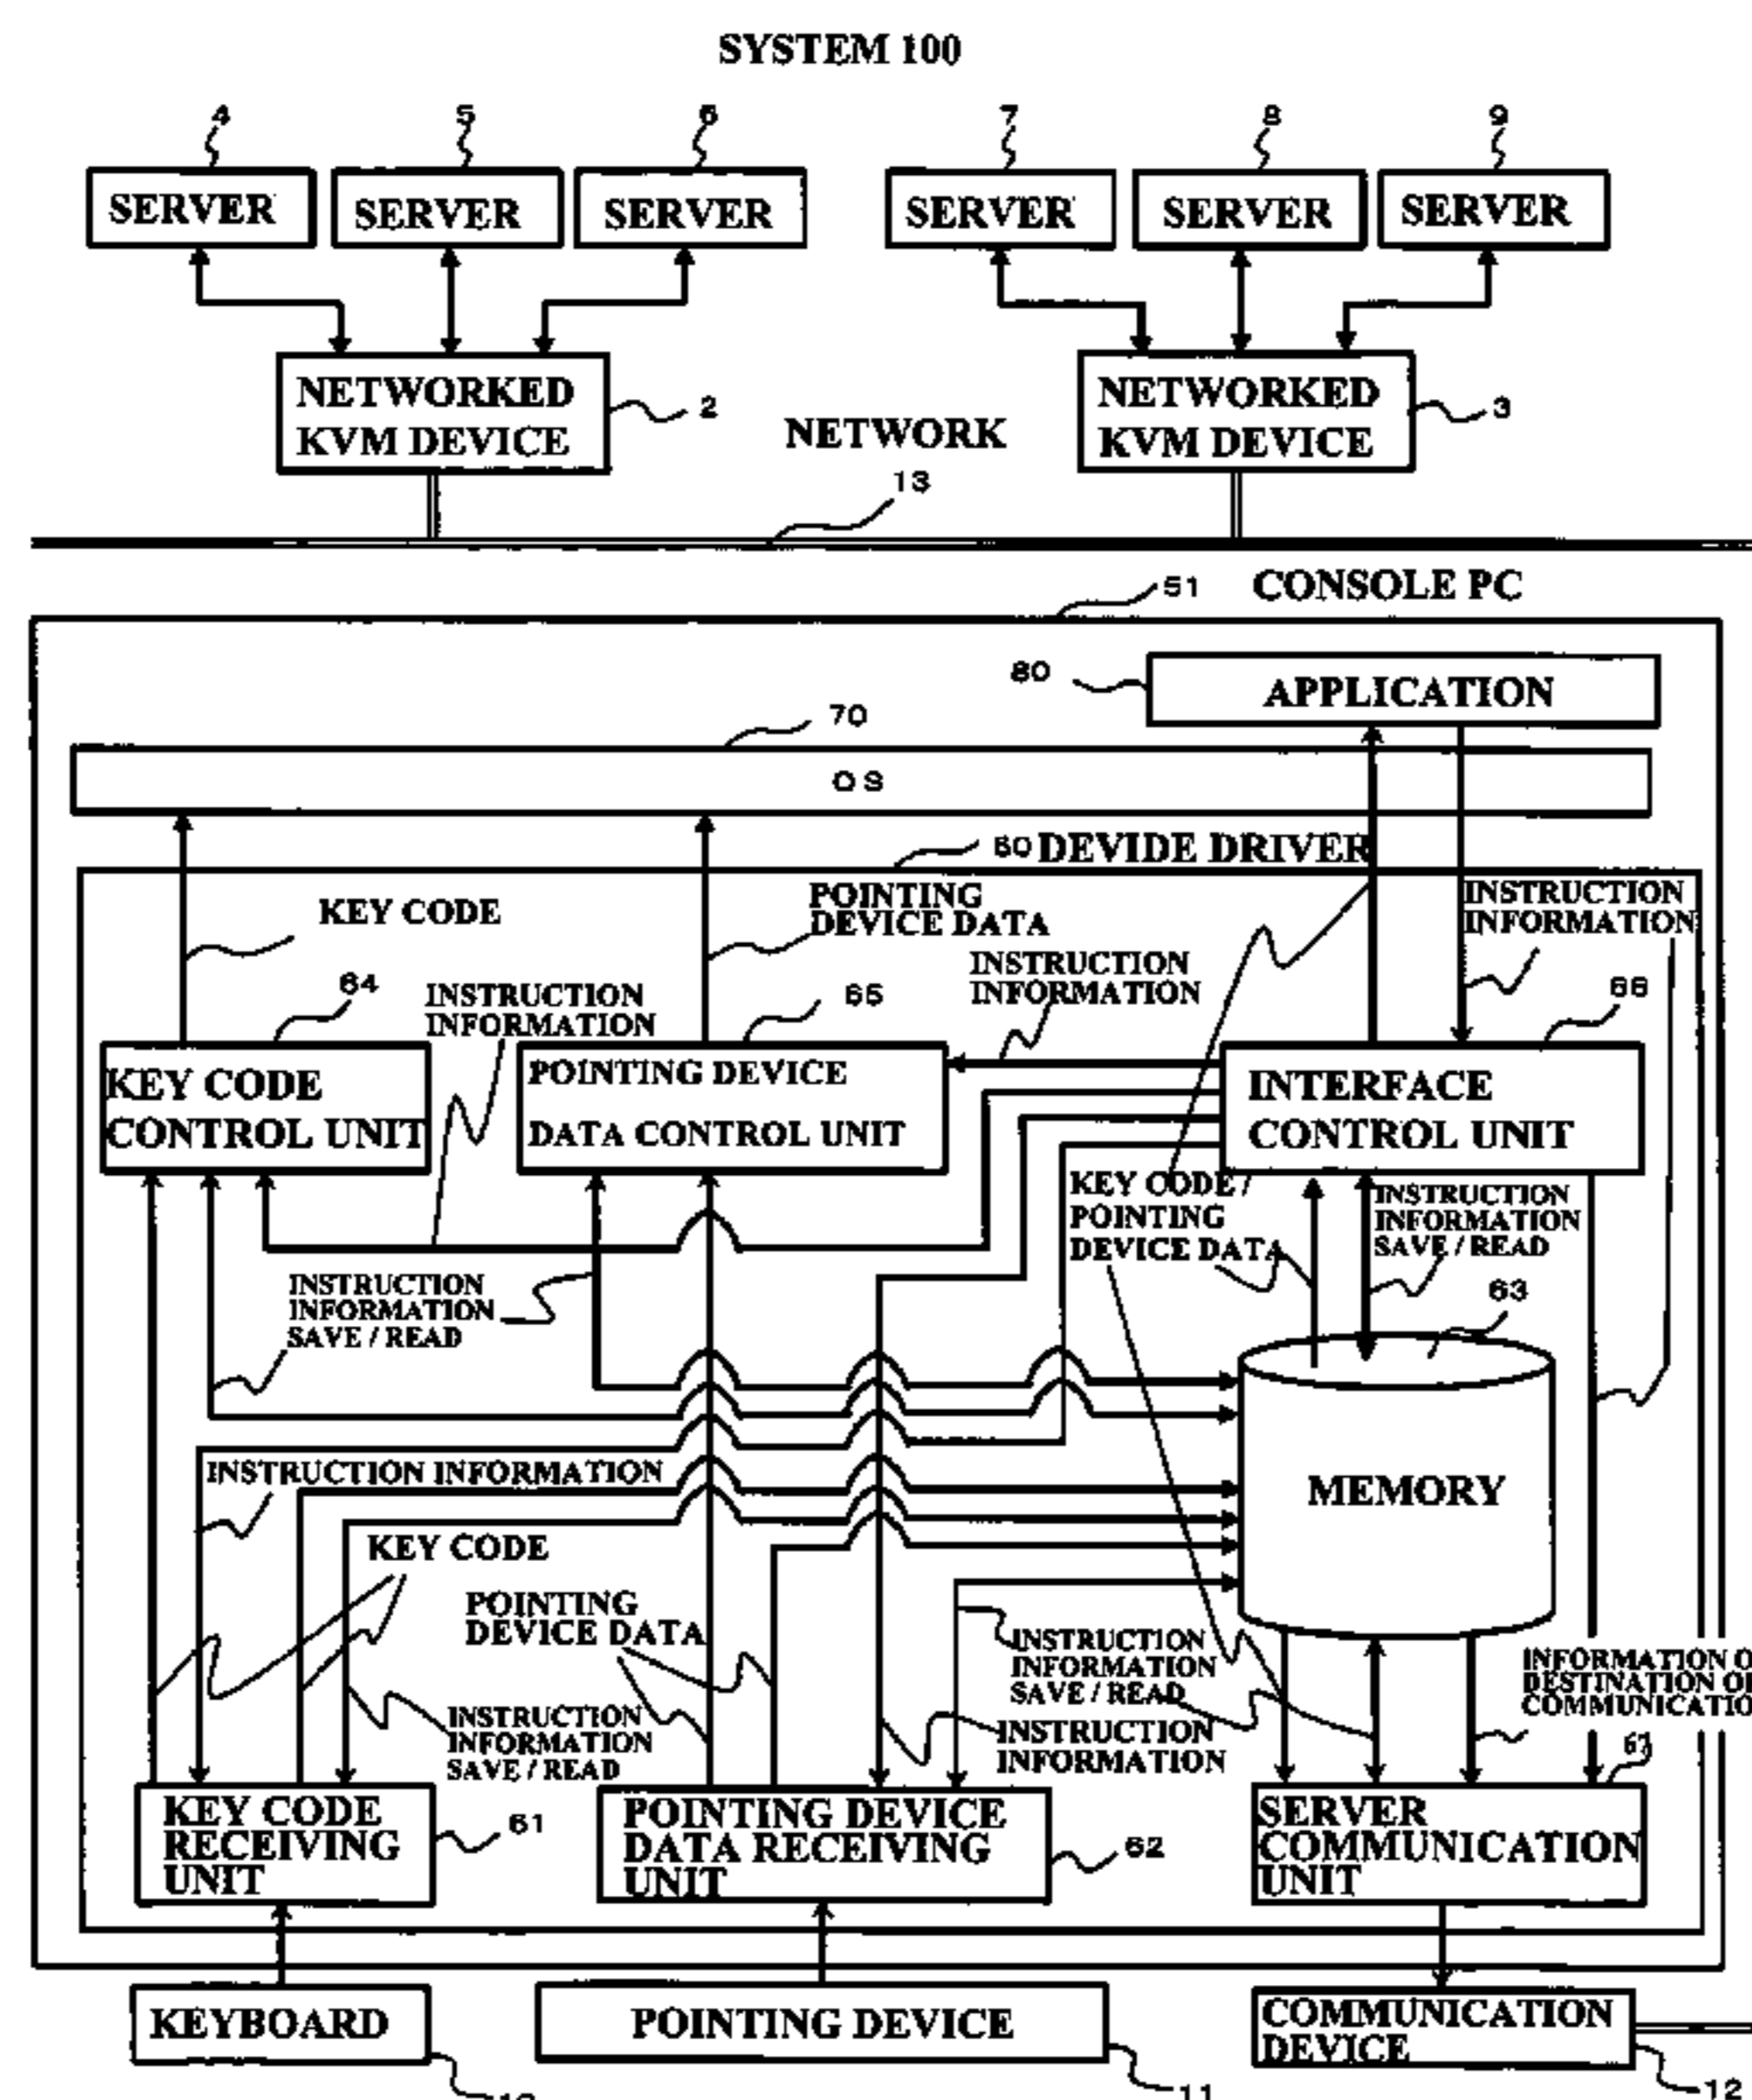 SYSTEM 100
4
5
6
7
8
9
SERVER
SERVER
SERVER
SERVER
SERVER
SERVER
NETWORKED
KVM DEVICE
2
NETWORK
NETWORKED
KVM DEVICE
3
13
51
CONSOLE PC
80
APPLICATION
70
OS
60 DEVIDE DRIVER
KEY CODE
POINTING
DEVICE DATA
INSTRUCTION
INFORMATION
INSTRUCTION
INFORMATION
64
INSTRUCTION
INFORMATION
65
66
KEY CODE
CONTROL UNIT
POINTING DEVICE
DATA CONTROL UNIT
INTERFACE
CONTROL UNIT
KEY CODE /
POINTING
DEVICE DATA
INSTRUCTION
INFORMATION
SAVE / READ
INSTRUCTION
INFORMATION
SAVE / READ
63
MEMORY
INSTRUCTION INFORMATION
KEY CODE
POINTING
DEVICE DATA
INSTRUCTION
INFORMATION
SAVE / READ
INSTRUCTION
INFORMATION
SAVE / READ
INSTRUCTION
INFORMATION
INFORMATION
DESTINATION
61
KEY CODE
RECEIVING
UNIT
POINTING DEVICE
DATA RECEIVING
UNIT
62
SERVER
COMMUNICATION
UNIT
KEYBOARD
POINTING DEVICE
COMMUNICATION
DEVICE
11
12